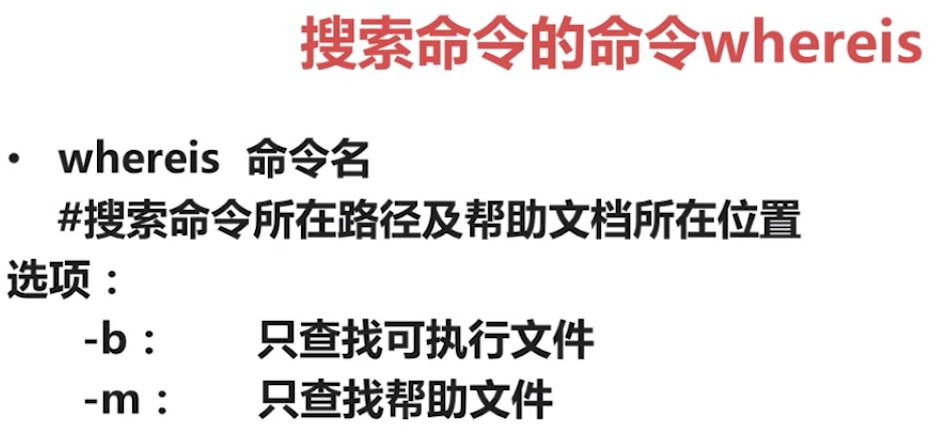 搜索命令的命令whereis
• whereis 命令名
#搜索命令所在路径及帮助文档所在位置
选项：
-b： 只查找可执行文件
-m： 只查找帮助文件